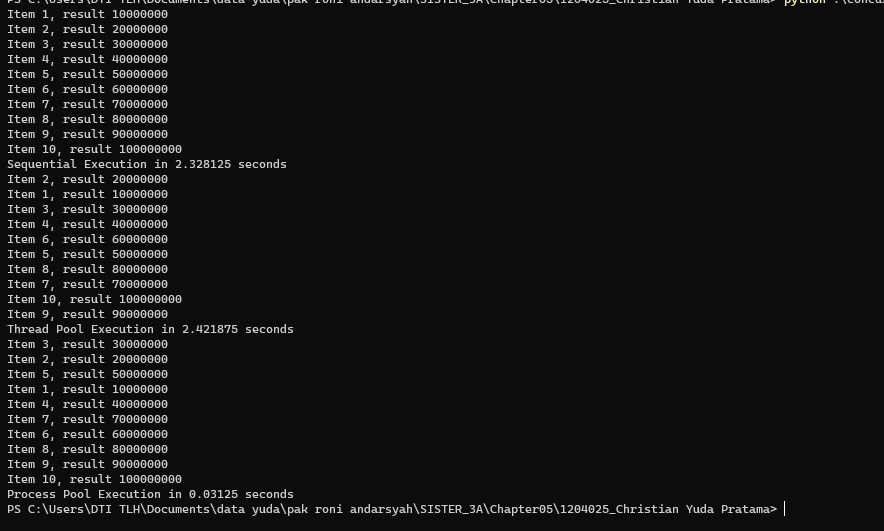 PS C:\Users\DTI TLH\Documents\data yuda\pak roni andarsyah\SISTER_3A\Chapter05\1204025_Christian Yuda Pratama> python .\concu
Item 1, result 10000000
Item 2, result 20000000
Item 3, result 30000000
Item 4, result 40000000
Item 5, result 50000000
Item 6, result 60000000
Item 7, result 70000000
Item 8, result 80000000
Item 9, result 90000000
Item 10, result 100000000
Sequential Execution in 2.328125 seconds
Item 2, result 20000000
Item 1, result 10000000
Item 3, result 30000000
Item 4, result 40000000
Item 6, result 60000000
Item 5, result 50000000
Item 8, result 80000000
Item 7, result 70000000
Item 10, result 100000000
Item 9, result 90000000
Thread Pool Execution in 2.421875 seconds
Item 3, result 30000000
Item 2, result 20000000
Item 5, result 50000000
Item 1, result 10000000
Item 4, result 40000000
Item 7, result 70000000
Item 6, result 60000000
Item 8, result 80000000
Item 9, result 90000000
Item 10, result 100000000
Process Pool Execution in 0.03125 seconds
PS C:\Users\DTI TLH\Documents\data yuda\pak roni andarsyah\SISTER_3A\Chapter05\1204025_Christian Yuda Pratama>